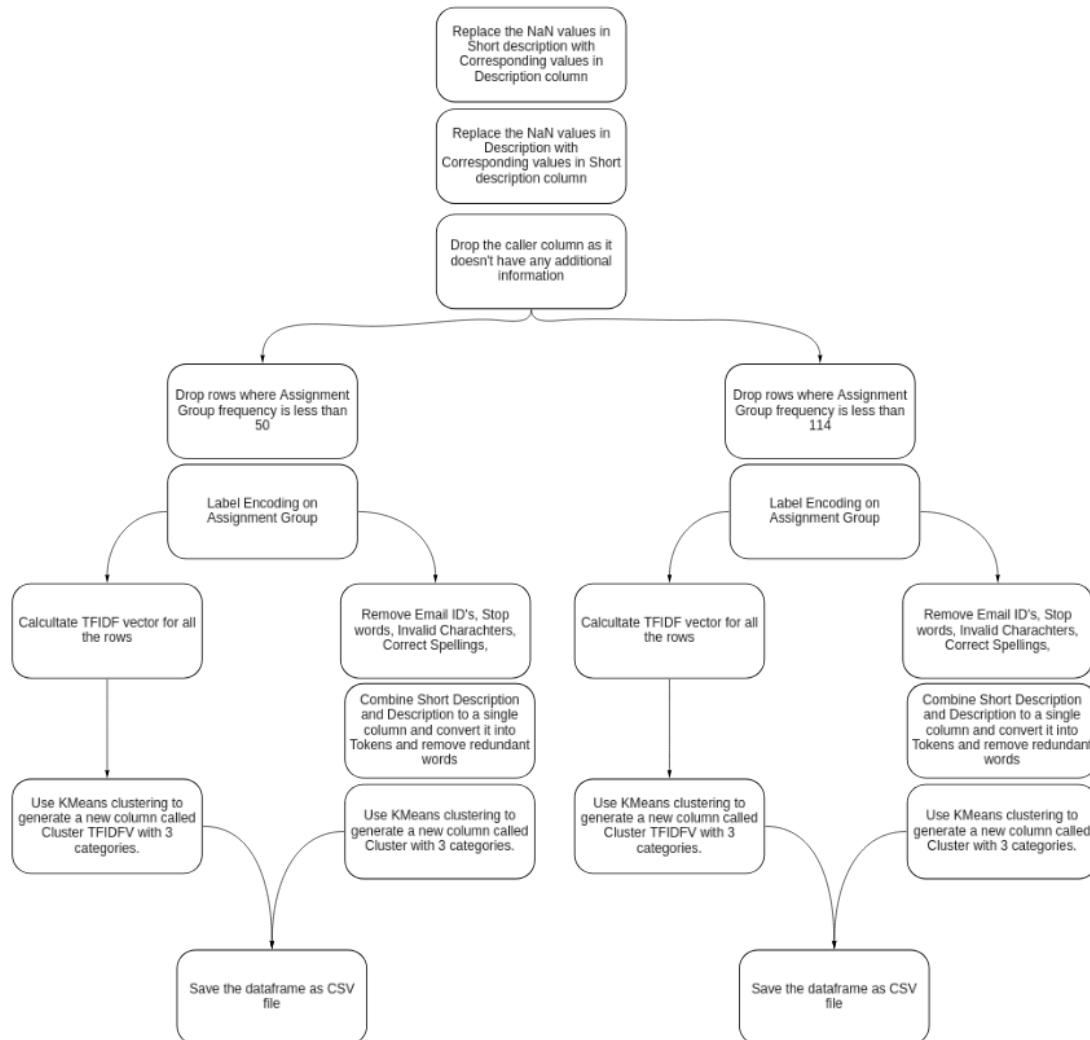 Replace the NaN values in
Short description with
Corresponding values in
Description column
Replace the NaN values in
Description with
Corresponding values in Short
description column
Drop the caller column as it
doesn't have any additional
information
Drop rows where Assignment
Group frequency is less than
50
Label Encoding on
Assignment Group
Calcultate TFIDF vector for all
the rows
Remove Email ID's, Stop
words, Invalid Charachters,
Correct Spellings,
Combine Short Description
and Description to a single
column and convert it into
Tokens and remove redundant
words
Use KMeans clustering to
generate a new column called
Cluster TFIDFV with 3
categories.
Use KMeans clustering to
generate a new column called
Cluster with 3 categories.
Save the dataframe as CSV
file
Drop rows where Assignment
Group frequency is less than
114
Label Encoding on
Assignment Group
Calcultate TFIDF vector for all
the rows
Remove Email ID's, Stop
words, Invalid Charachters,
Correct Spellings,
Combine Short Description
and Description to a single
column and convert it into
Tokens and remove redundant
words
Use KMeans clustering to
generate a new column called
Cluster TFIDFV with 3
categories.
Use KMeans clustering to
generate a new column called
Cluster with 3 categories.
Save the dataframe as CSV
file